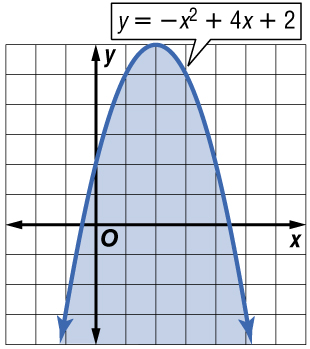 y = −x² + 4x + 2
y
O
x